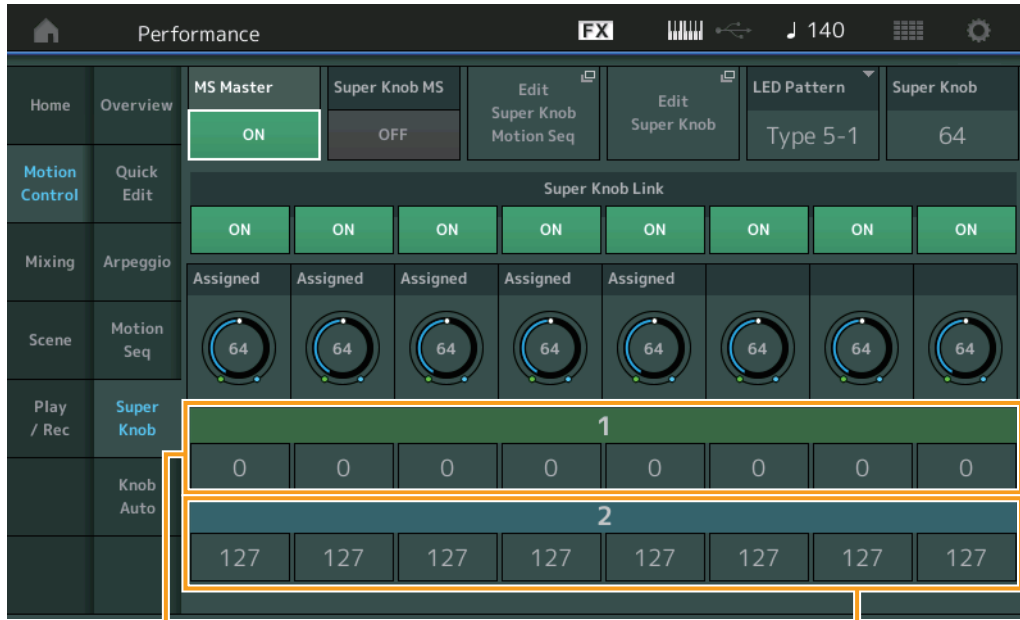 Performance
FX
140
Home
Overview
Motion
Control
Quick
Edit
Mixing
Arpeggio
Scene
Motion
Seq
Play
/ Rec
Super
Knob
Knob
Auto
MS Master
ON
Super Knob MS
OFF
Edit
Super Knob
Motion Seq
Edit
Super Knob
LED Pattern
Type 5-1
Super Knob
64
Super Knob Link
ON ON ON ON ON ON ON ON
Assigned Assigned Assigned Assigned Assigned
64 64 64 64 64 64 64 64
1
0 0 0 0 0 0 0 0
2
127 127 127 127 127 127 127 127